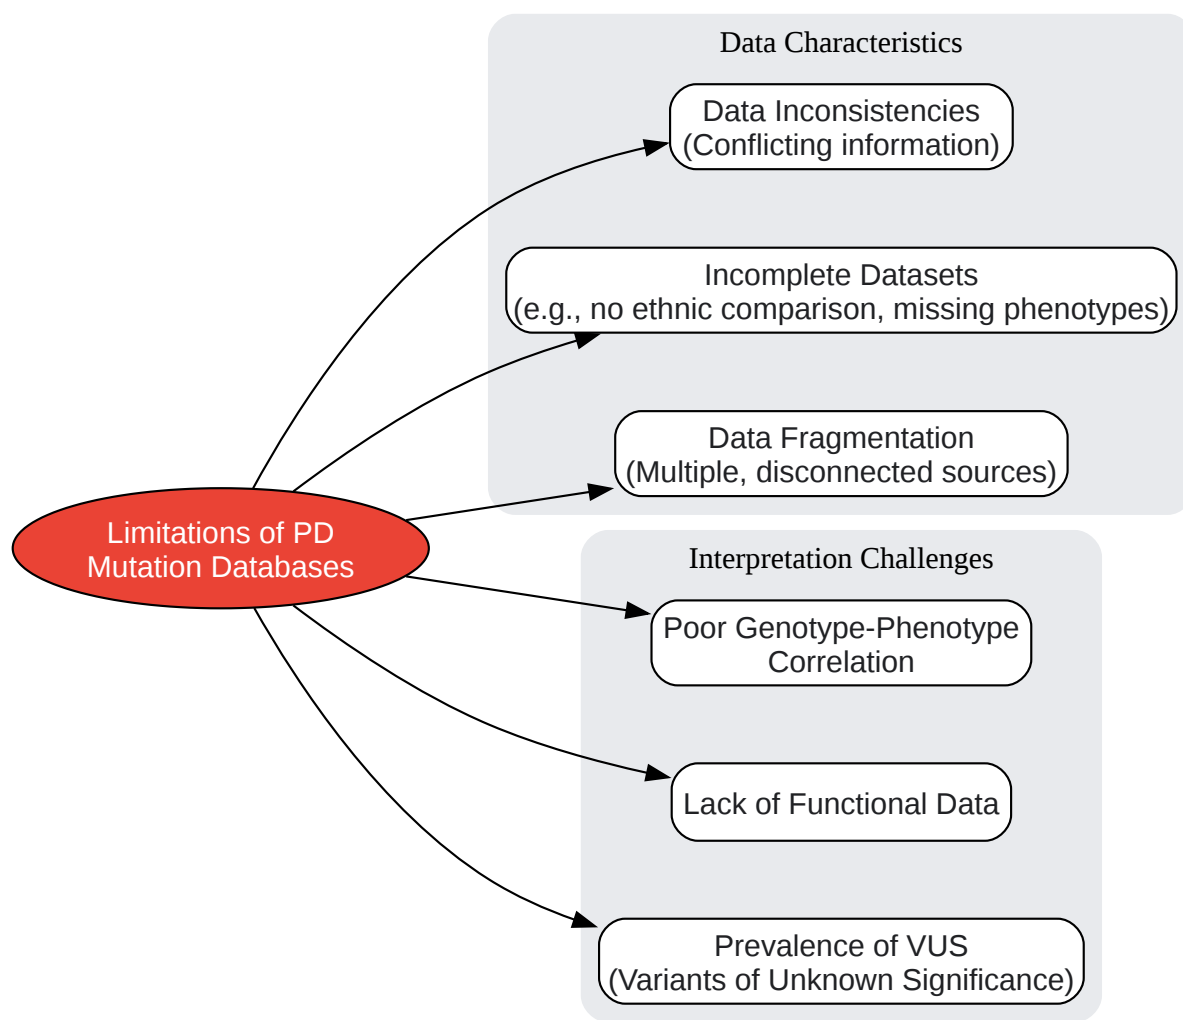 Data Characteristics
Data Inconsistencies
(Conflicting information)
Incomplete Datasets
(e.g., no ethnic comparison, missing phenotypes)
Data Fragmentation
(Multiple, disconnected sources)
Limitations of PD
Mutation Databases
Interpretation Challenges
Poor Genotype-Phenotype
Correlation
Lack of Functional Data
Prevalence of VUS
(Variants of Unknown Significance)